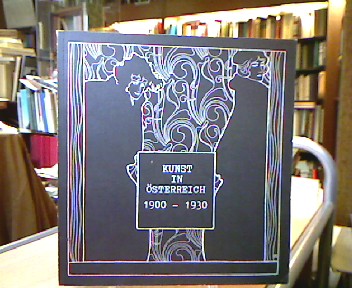 KUNST
IN
ÖSTERREICH
1900 - 1930